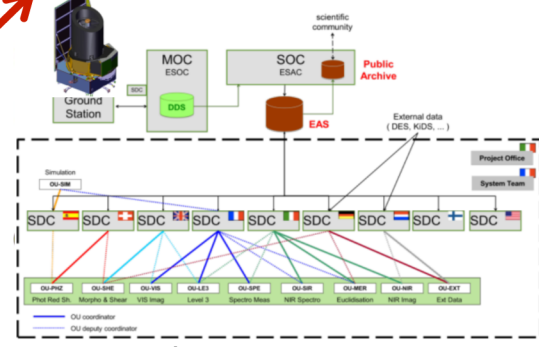 scientific
community
MOC
ESOC
SOC
ESAC
Public
Archive
SDC
DDS
Ground
Station
EAS
External data
( DES, KiDS, ... )
Project Office
System Team
Simulation
OU-SIM
SDC SDC SDC SDC SDC SDC SDC SDC SDC
OU-PHZ OU-SHE OU-VIS OU-LE3 OU-SPE OU-SIR OU-MER OU-NIR OU-EXT
Phot Red Sh. Morpho & Shear VIS Imag Level 3 Spectro Meas NIR Spectro Euclidisation NIR Imag Ext Data
OU coordinator
OU deputy coordinator